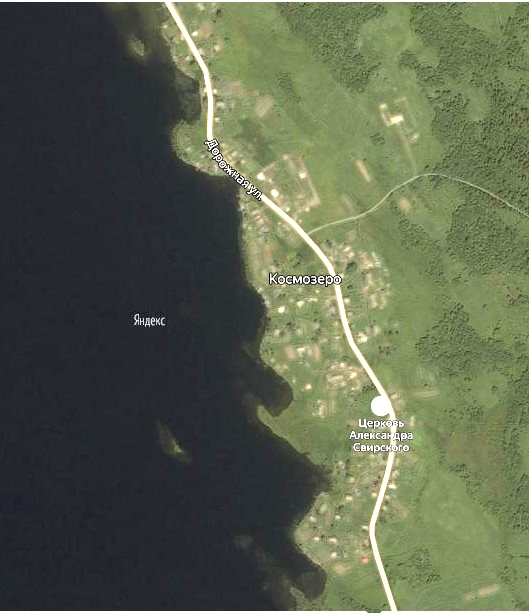 Дорожная ул.
Космозеро
Яндекс
Церковь
Александра
Свирского